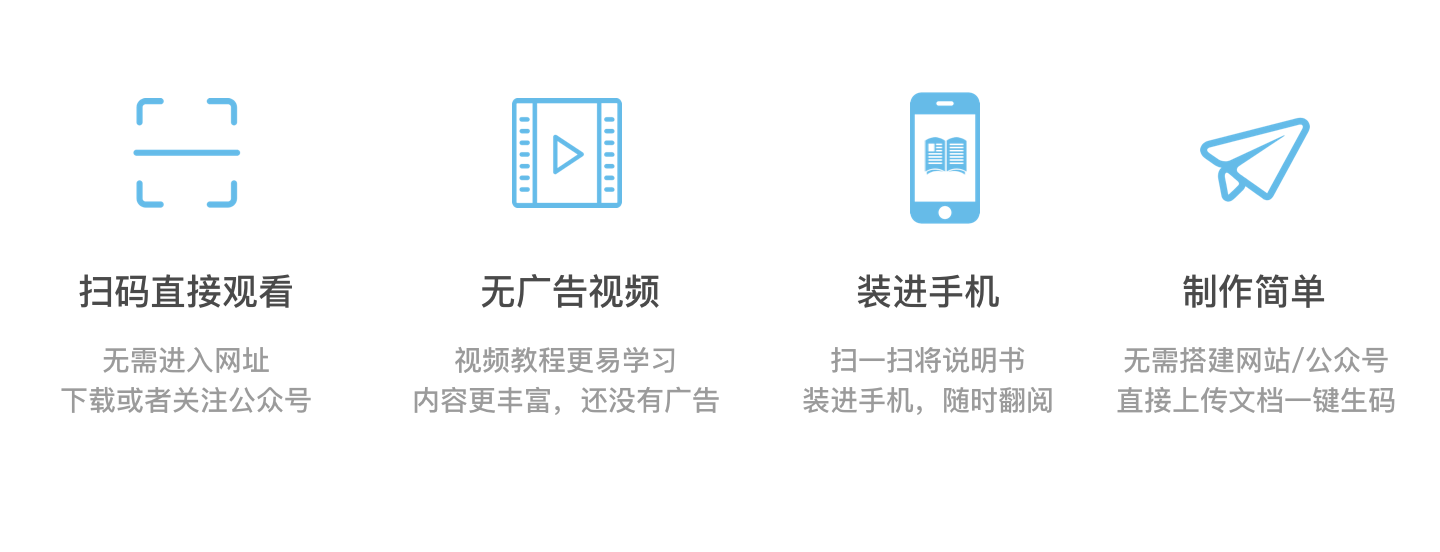 扫码直接观看
无需进入网址
下载或者关注公众号
无广告视频
视频教程更易学习
内容更丰富，还没有广告
装进手机
扫一扫将说明书
装进手机，随时翻阅
制作简单
无需搭建网站/公众号
直接上传文档一键生码